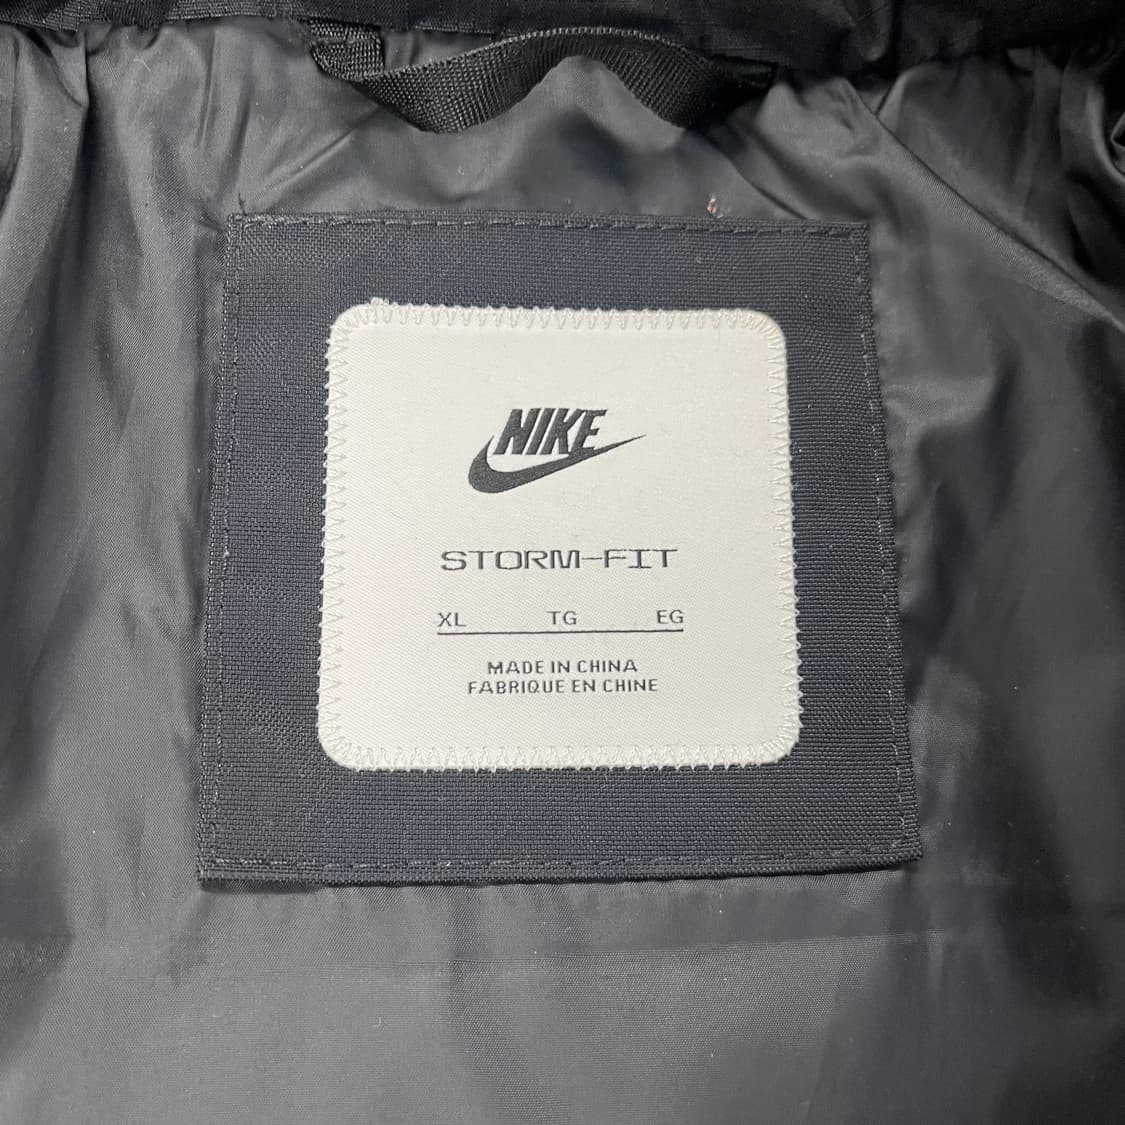 NIKE
STORM-FIT
XL TG EG
MADE IN CHINA
FABRIQUE EN CHINE